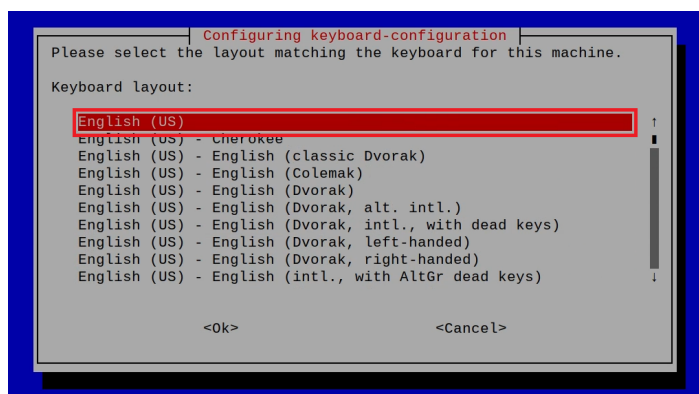 Configuring keyboard-configuration
Please select the layout matching the keyboard for this machine.
Keyboard layout:
English (US)
English (US) - Cherokee
English (US) - English (classic Dvorak)
English (US) - English (Colemak)
English (US) - English (Dvorak)
English (US) - English (Dvorak, alt. intl.)
English (US) - English (Dvorak, intl., with dead keys)
English (US) - English (Dvorak, left-handed)
English (US) - English (Dvorak, right-handed)
English (US) - English (intl., with AltGr dead keys)
<Ok> <Cancel>